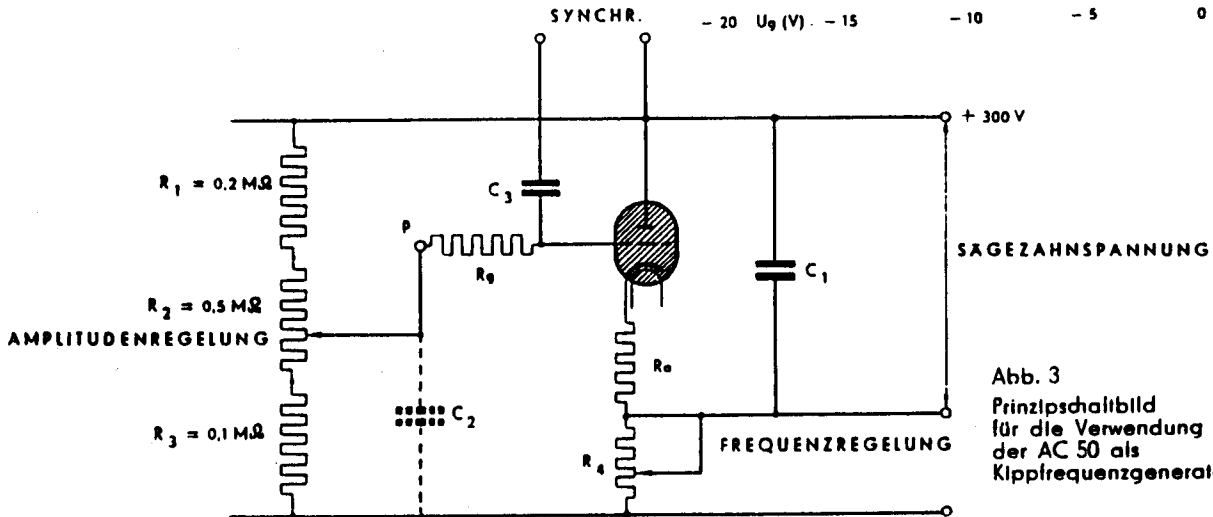 SYNCHR.
- 20 Ug (V) - 15 - 10 - 5 0
+ 300 V
R1 = 0,2 MΩ
C3
P
Rg
C1
SÄGEZAHNSPANNUNG
R2 = 0,5 MΩ
AMPLITUDENREGELUNG
Ra
C2
R3 = 0,1 MΩ
R4
FREQUENZREGELUNG
Abb. 3
Prinzipschaltbild
für die Verwendung
der AC 50 als
Kippfrequenzgenerat